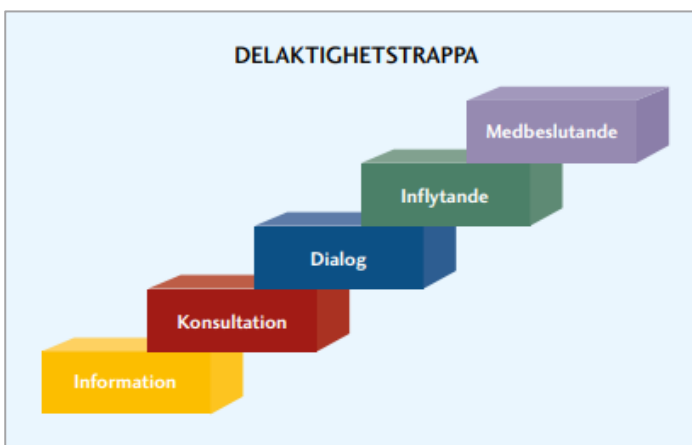 DELAKTIGHETSTRAPPA
Medbeslutande
Inflytande
Dialog
Konsultation
Information